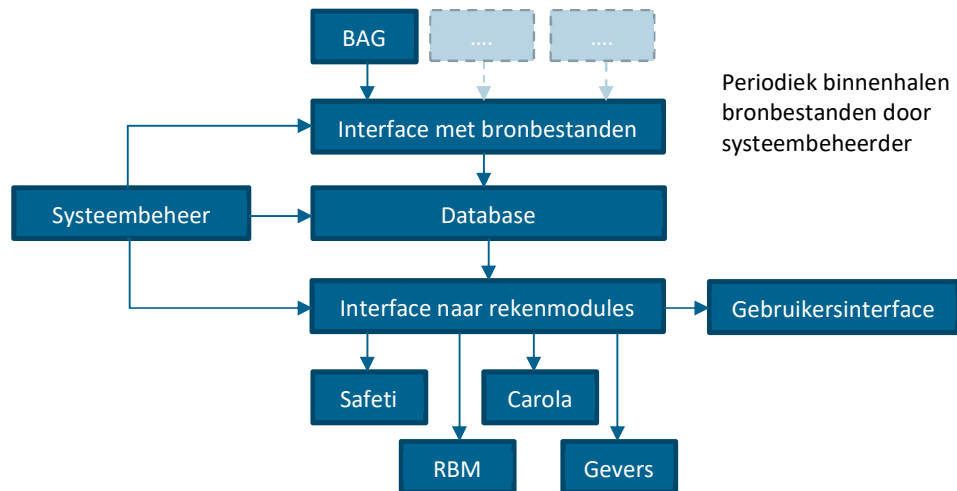 BAG
....
....
Periodiek binnenhalen
bronbestanden door
systeembeheerder
Interface met bronbestanden
Systeembeheer
Database
Interface naar rekenmodules
Gebruikersinterface
Safeti
Carola
RBM
Gevers